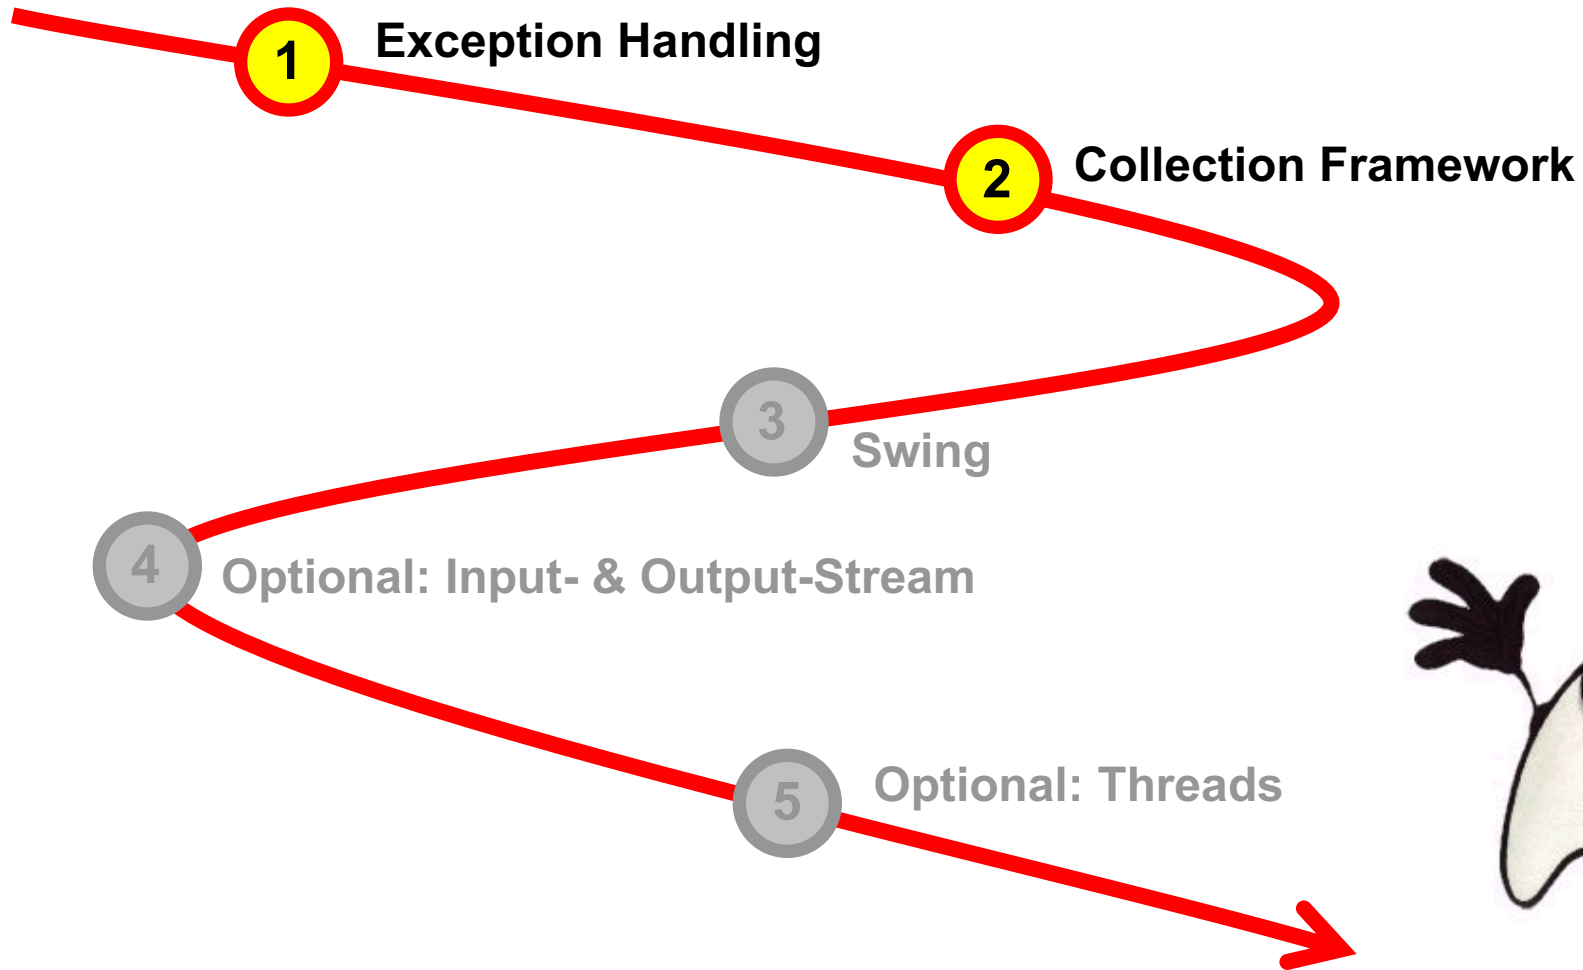 1 Exception Handling
2 Collection Framework
3 Swing
4 Optional: Input- & Output-Stream
5 Optional: Threads